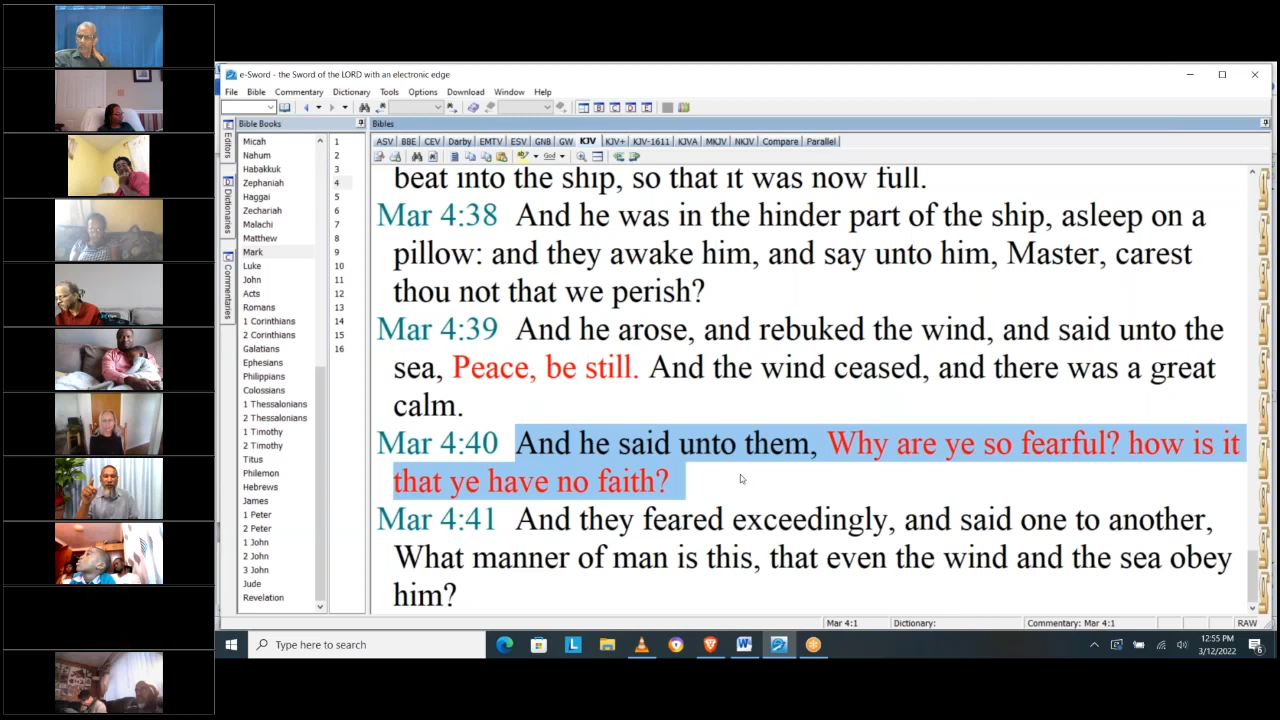 e-Sword - the Sword of the LORD with an electronic edge
File Bible Commentary Dictionary Tools Options Download Window Help
Bible Books
Bibles
Editors
Dictionaries
Commentaries
ASV BBE CEV Darby EMTV ESV GNB GW KJV KJV+ KJV-1611 KJVA MKJV NKJV Compare Parallel
Micah
Nahum
Habakkuk
Zephaniah
Haggai
Zechariah
Malachi
Matthew
Mark
Luke
John
Acts
Romans
1 Corinthians
2 Corinthians
Galatians
Ephesians
Philippians
Colossians
1 Thessalonians
2 Thessalonians
1 Timothy
2 Timothy
Titus
Philemon
Hebrews
James
1 Peter
2 Peter
1 John
2 John
3 John
Jude
Revelation
1
2
3
4
5
6
7
8
9
10
11
12
13
14
15
16
beat into the ship, so that it was now full.
Mar 4:38 And he was in the hinder part of the ship, asleep on a
pillow: and they awake him, and say unto him, Master, carest
thou not that we perish?
Mar 4:39 And he arose, and rebuked the wind, and said unto the
sea, Peace, be still. And the wind ceased, and there was a great
calm.
Mar 4:40 And he said unto them, Why are ye so fearful? how is it
that ye have no faith?
Mar 4:41 And they feared exceedingly, and said one to another,
What manner of man is this, that even the wind and the sea obey
him?
Mar 4:1 Dictionary: Commentary: Mar 4:1 RAW
Type here to search
12:55 PM
3/12/2022